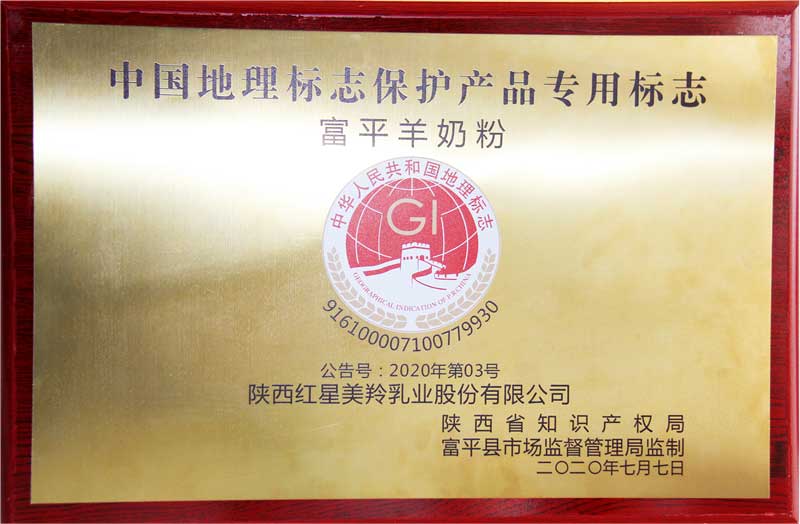 中国地理标志保护产品专用标志
富平羊奶粉
中华人民共和国地理标志
GI
GEOGRAPHICAL INDICATION OF P.R.CHINA
916100007100779930
公告号：2020年第03号
陕西红星美羚乳业股份有限公司
陕西省知识产权局
富平县市场监督管理局监制
二〇二〇年七月七日